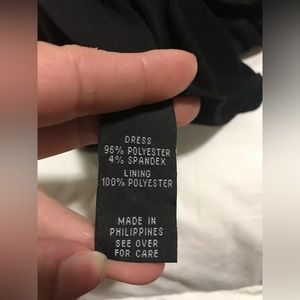 DRESS
96% POLYESTER
4% SPANDEX
LINING
100% POLYESTER
MADE IN
PHILIPPINES
SEE OVER
FOR CARE